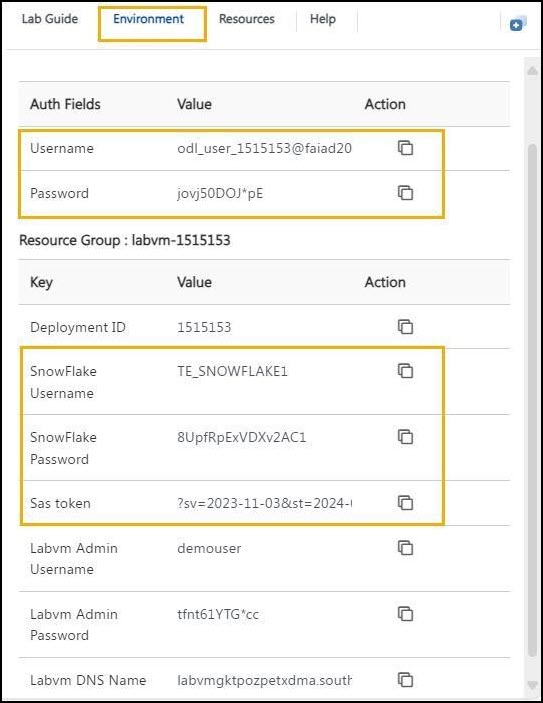 Lab Guide Environment Resources Help
Auth Fields Value Action
Username odl_user_1515153@faiad20
Password jovj50DOJ*pE
Resource Group : labvm-1515153
Key Value Action
Deployment ID 1515153
SnowFlake TE_SNOWFLAKE1
Username
SnowFlake 8UpfRpExVDXv2AC1
Password
Sas token ?sv=2023-11-03&st=2024-
Labvm Admin demouser
Username
Labvm Admin tfnt61YTG*cc
Password
Labvm DNS Name labvmgktpozpetxdma.south